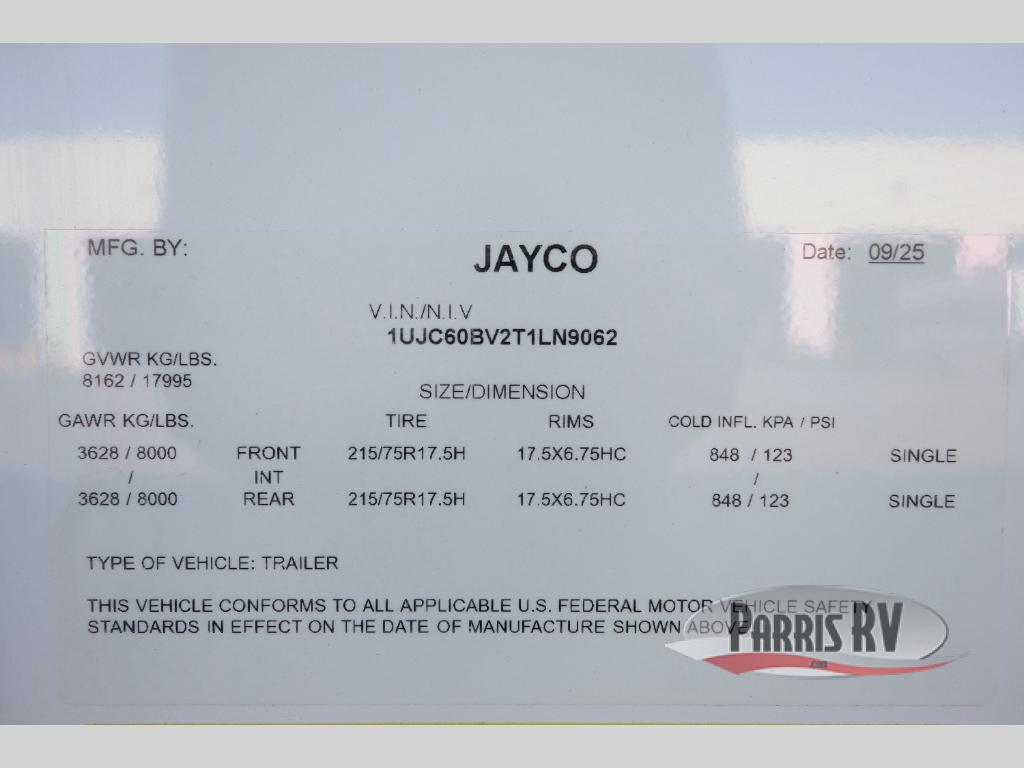 MFG. BY: JAYCO Date: 09/25
V.I.N./N.I.V
1UJC60BV2T1LN9062
GVWR KG/LBS.
8162 / 17995
SIZE/DIMENSION
GAWR KG/LBS. TIRE RIMS COLD INFL. KPA / PSI
3628 / 8000 FRONT 215/75R17.5H 17.5X6.75HC 848 / 123 SINGLE
/ INT /
3628 / 8000 REAR 215/75R17.5H 17.5X6.75HC 848 / 123 SINGLE
TYPE OF VEHICLE: TRAILER
THIS VEHICLE CONFORMS TO ALL APPLICABLE U.S. FEDERAL MOTOR VEHICLE SAFETY
STANDARDS IN EFFECT ON THE DATE OF MANUFACTURE SHOWN ABOVE
PARRIS RV
.com